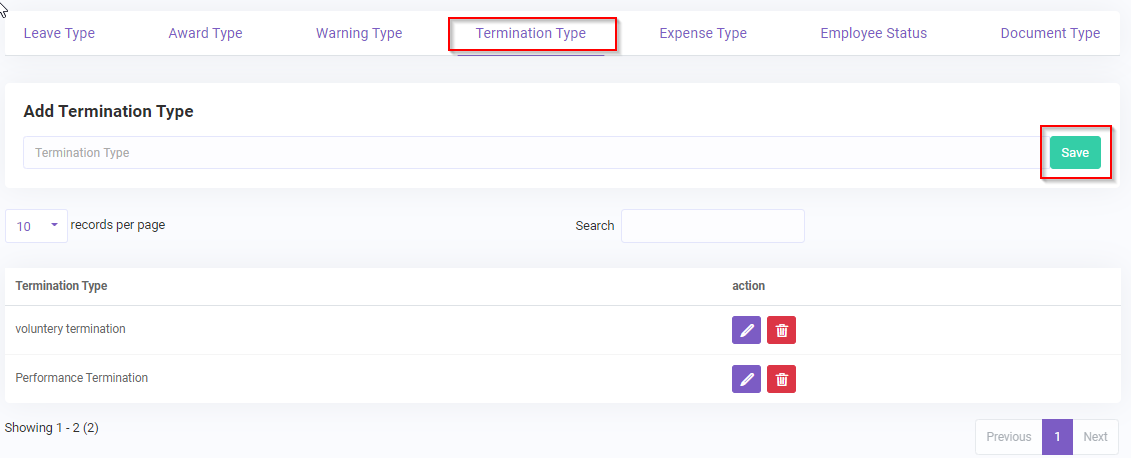 Leave Type Award Type Warning Type Termination Type Expense Type Employee Status Document Type
Add Termination Type
Termination Type Save
10 records per page Search
Termination Type action
voluntery termination
Performance Termination
Showing 1 - 2 (2)
Previous 1 Next